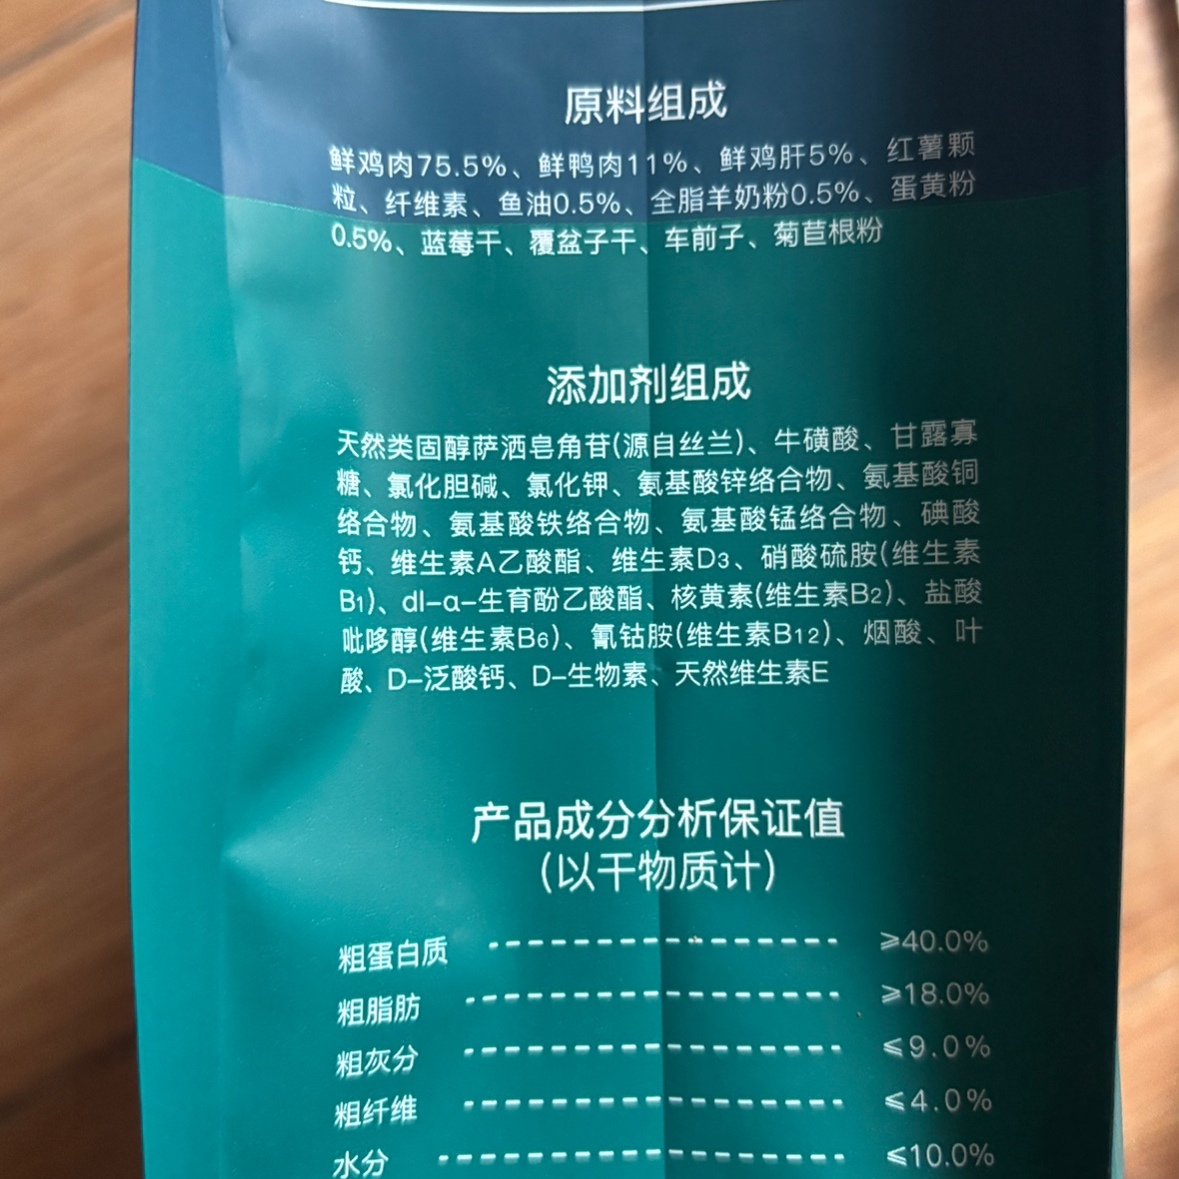 原料组成
鲜鸡肉75.5%、鲜鸭肉11%、鲜鸡肝5%、红薯颗
粒、纤维素、鱼油0.5%、全脂羊奶粉0.5%、蛋黄粉
0.5%、蓝莓干、覆盆子干、车前子、菊苣根粉
添加剂组成
天然类固醇萨洒皂角苷(源自丝兰)、牛磺酸、甘露寡
糖、氯化胆碱、氯化钾、氨基酸锌络合物、氨基酸铜
络合物、氨基酸铁络合物、氨基酸锰络合物、碘酸
钙、维生素A乙酸酯、维生素D3、硝酸硫胺(维生素
B1)、dl-α-生育酚乙酸酯、核黄素(维生素B2)、盐酸
吡哆醇(维生素B6)、氰钴胺(维生素B12)、烟酸、叶
酸、D-泛酸钙、D-生物素、天然维生素E
产品成分分析保证值
(以干物质计)
粗蛋白质 ---------------- ≥40.0%
粗脂肪 ---------------- ≥18.0%
粗灰分 ---------------- ≤9.0%
粗纤维 ---------------- ≤4.0%
水分 ---------------- ≤10.0%